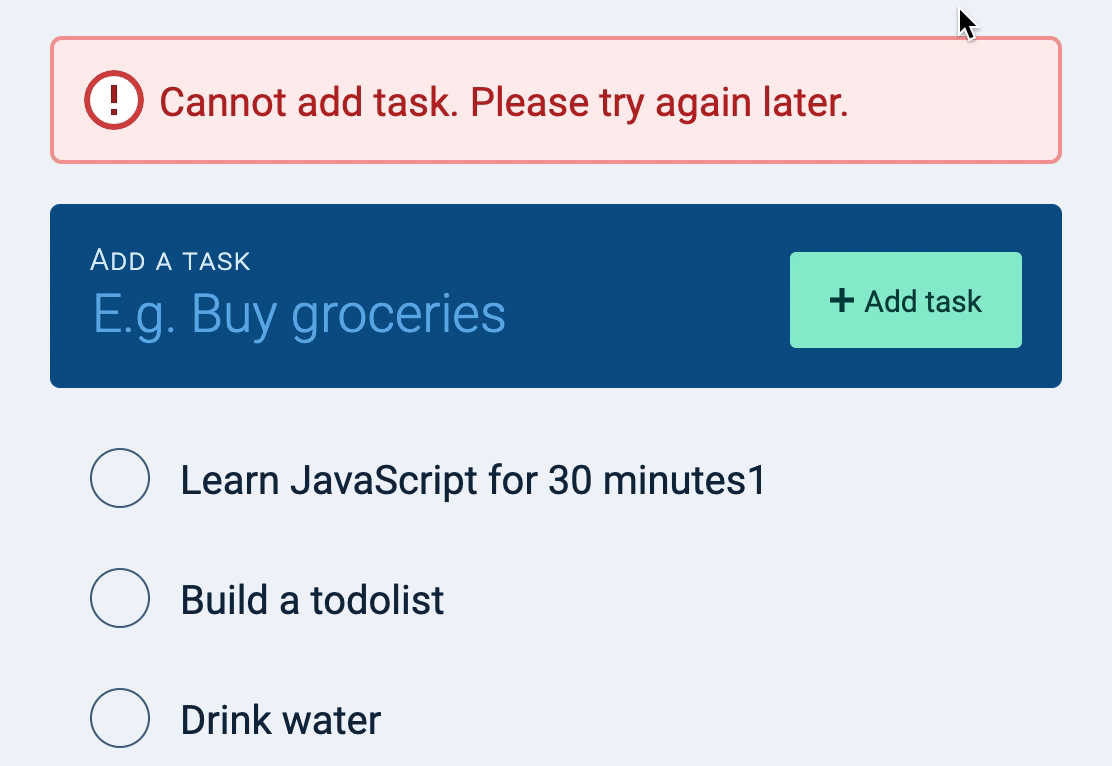 Cannot add task. Please try again later.
Add a task
E.g. Buy groceries
+ Add task
Learn JavaScript for 30 minutes1
Build a todolist
Drink water